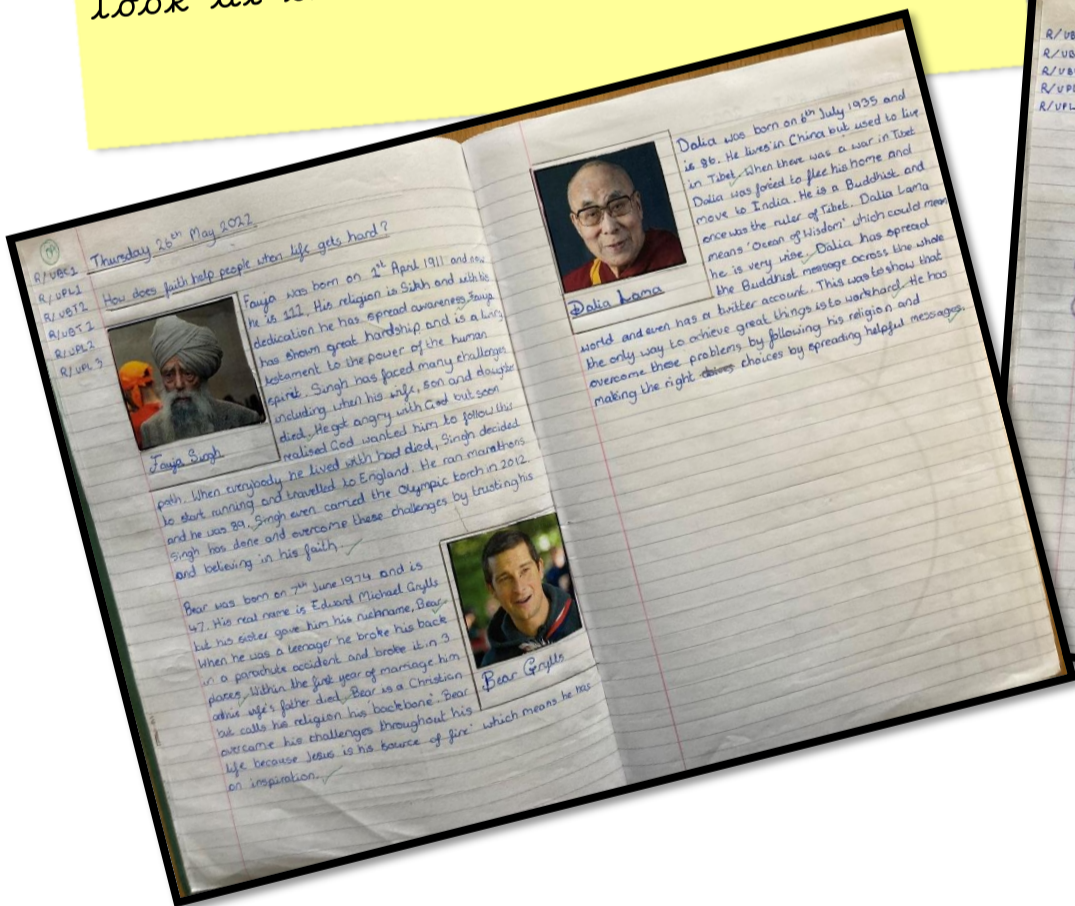 look at
Thursday 26th May 2022
R/UBE1
R/UPL1
R/UBT2
R/UBT2
R/UPL2
R/UPL3
How does faith help people when life gets hard?
Fauja was born on 1st April 1911 and now
he is 111. His religion is Sikh and with his
dedication he has spread awareness. Fauja
has shown great hardship and is a living
testament to the power of the human
spirit. Singh has faced many challenges
including when his wife, son and daughter
died. He got angry with God but soon
realised God wanted him to follow this
path. When everybody he lived with had died, Singh decided
to start running and travelled to England. He ran marathons
and he was 89. Singh even carried the Olympic torch in 2012.
Singh has done and overcome these challenges by trusting his
and believing in his faith.
Fauja Singh
Bear was born on 7th June 1974 and is
47. His real name is Edward Michael Grylls
but his sister gave him his nickname, Bear.
When he was a teenager he broke his back
in a parachute accident and broke it in 3
places. Within the first year of marriage him
and his wife's father died. Bear is a Christian
but calls his religion his 'backbone'. Bear
overcame his challenges throughout his
life because Jesus is his 'source of fire' which means he has
an inspiration.
Bear Grylls
Dalia was born on 6th July 1935 and
is 86. He lives in China but used to live
in Tibet. When there was a war in Tibet
Dalia was forced to flee his home and
move to India. He is a Buddhist and
once was the ruler of Tibet. Dalia Lama
means 'Ocean of Wisdom' which could mean
he is very wise. Dalia has spread
the Buddhist message across the whole
world and even has a twitter account. This was to show that
the only way to achieve great things is to work hard. He has
overcome these problems by following his religion and
making the right choices by spreading helpful messages.
Dalia Lama